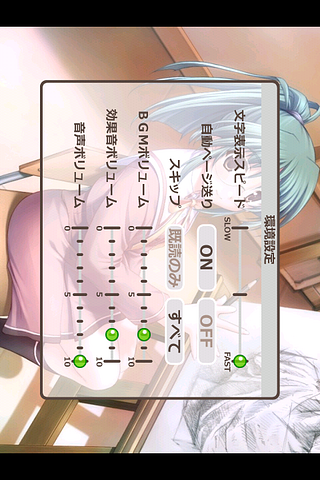 環境設定
文字表示スピード
SLOW FAST
自動ページ送り ON OFF
スキップ 既読のみ すべて
BGMボリューム
効果音ボリューム
音声ボリューム
0 5 10
0 5 10
0 5 10